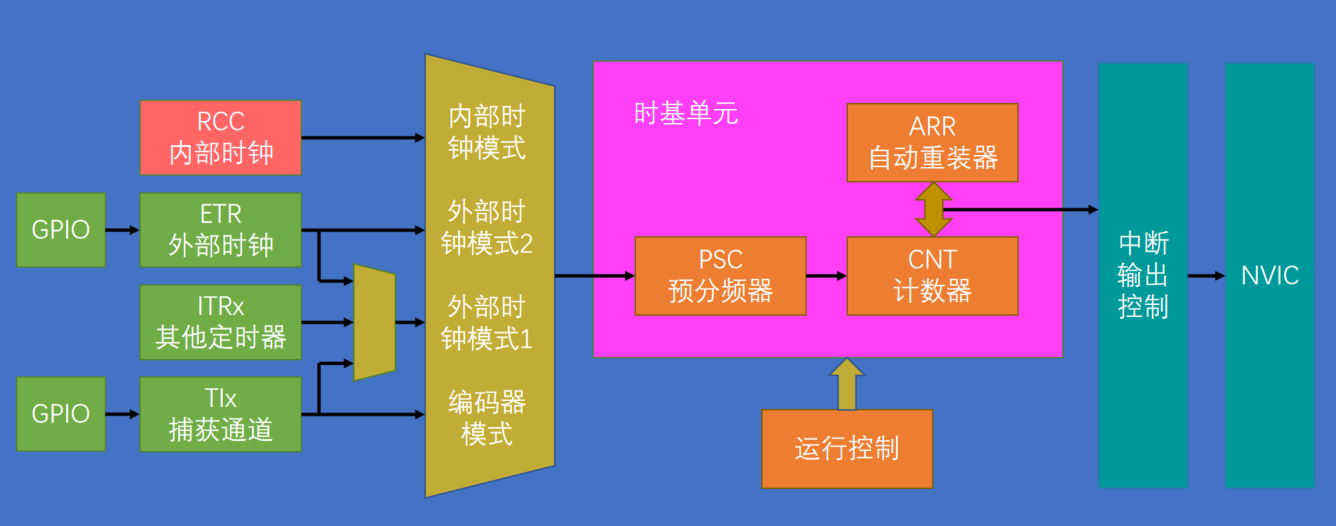 RCC
内部时钟
GPIO
ETR
外部时钟
ITRx
其他定时器
GPIO
TIx
捕获通道
内部时
钟模式
外部时
钟模式2
外部时
钟模式1
编码器
模式
时基单元
ARR
自动重装器
PSC
预分频器
CNT
计数器
运行控制
中断
输出
控制
NVIC